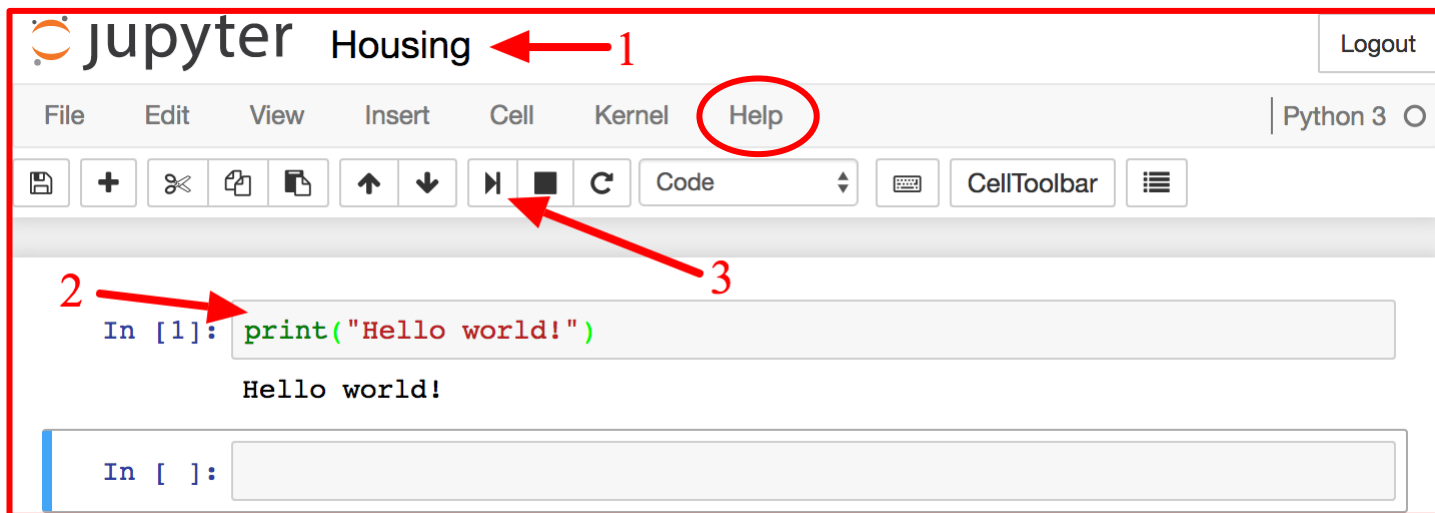 jupyter Housing 1 Logout
File Edit View Insert Cell Kernel Help Python 3
Code CellToolbar
3
2
In [1]: print("Hello world!")
Hello world!
In [ ]: